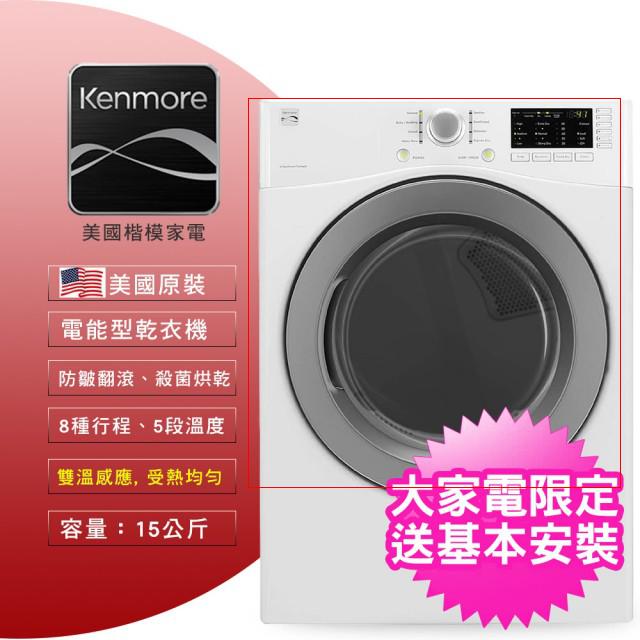 Kenmore
美國楷模家電
美國原裝
電能型乾衣機
防皺翻滾、殺菌烘乾
8種行程、5段溫度
雙溫感應, 受熱均勻
容量：15公斤
Kenmore
大家電限定
送基本安裝